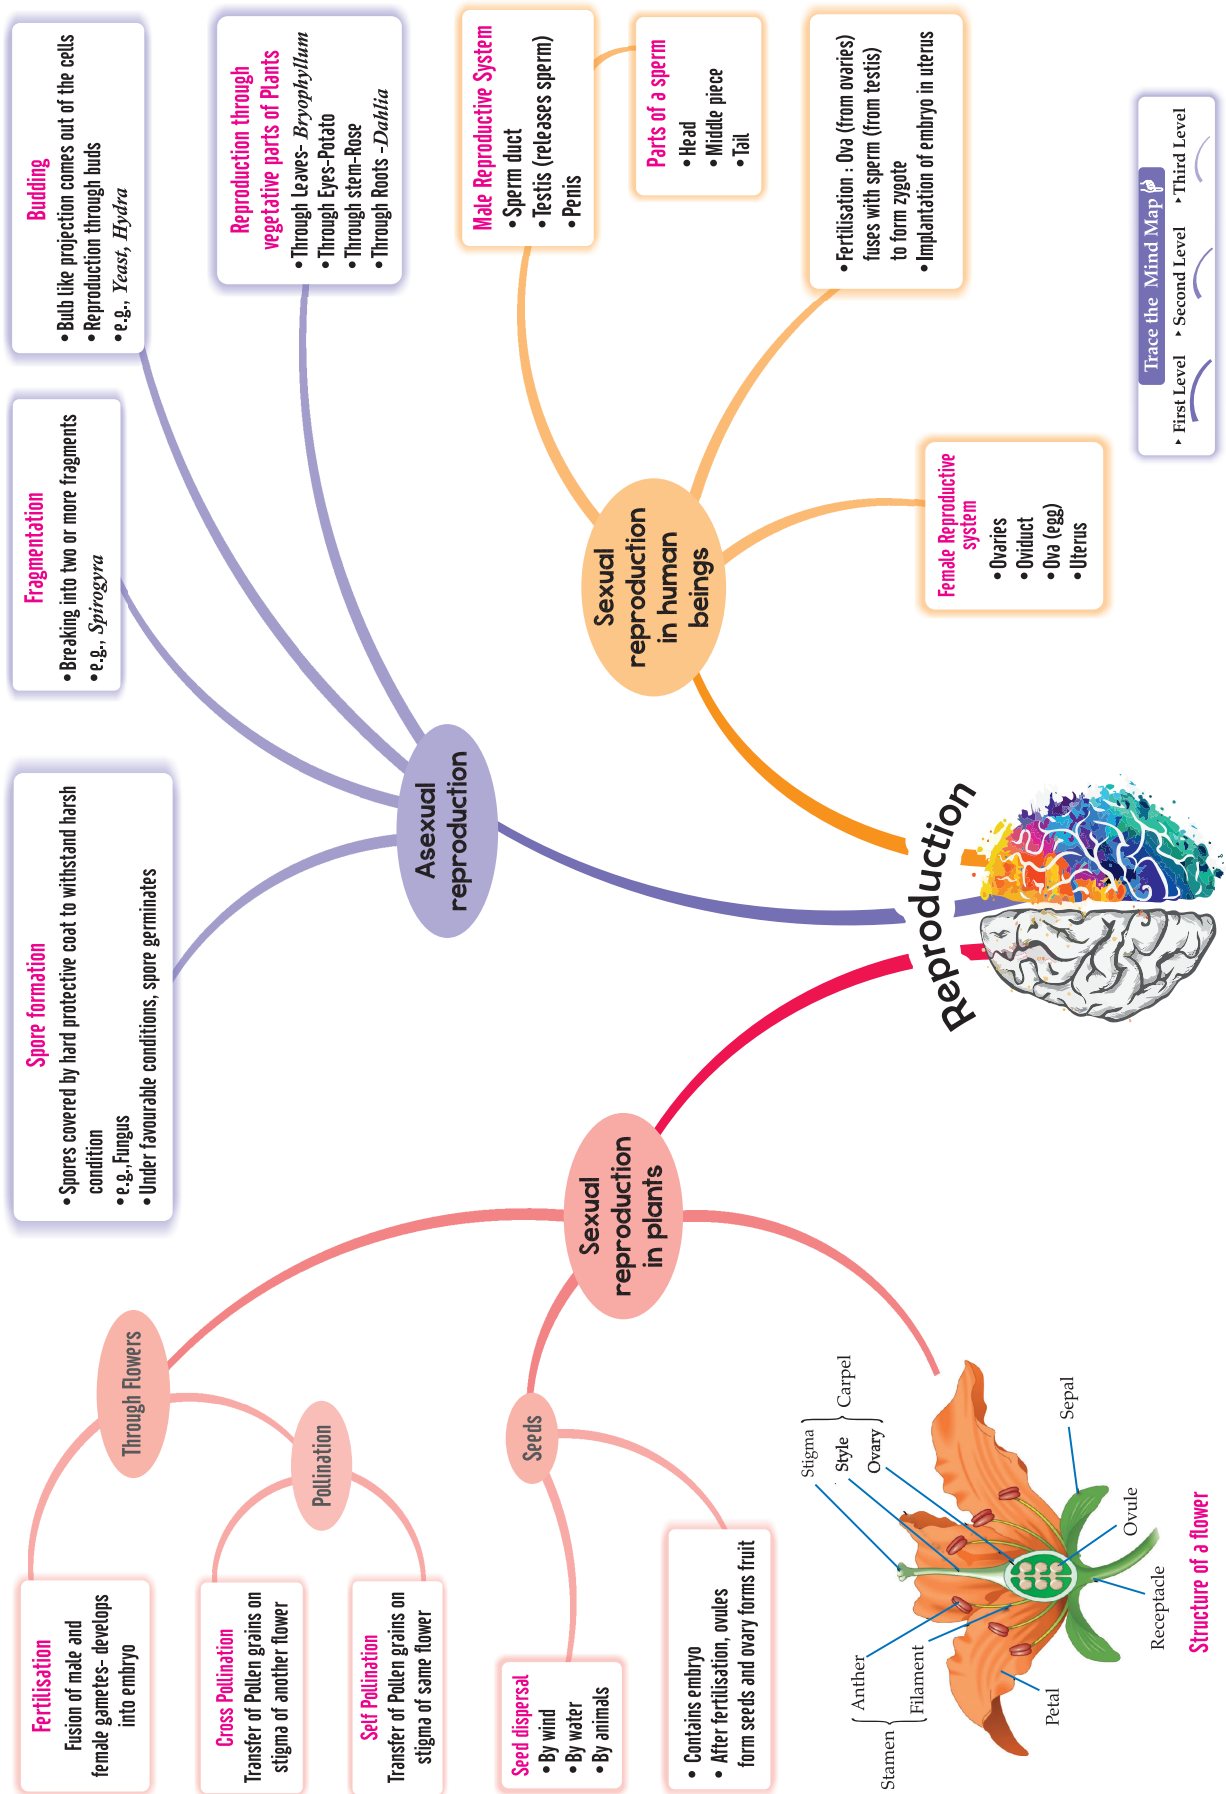 Fertilisation
Fusion of male and
female gametes- develops
into embryo
Through Flowers
Cross Pollination
Transfer of Pollen grains on
stigma of another flower
Pollination
Self Pollination
Transfer of Pollen grains on
stigma of same flower
Seed dispersal
• By wind
• By water
• By animals
Seeds
• Contains embryo
• After fertilisation, ovules
form seeds and ovary forms fruit
Sexual
reproduction
in plants
Stigma
Style
Ovary
Carpel
Anther
Filament
Stamen
Petal
Sepal
Ovule
Receptacle
Structure of a flower
Spore formation
• Spores covered by hard protective coat to withstand harsh
condition
• e.g.,Fungus
• Under favourable conditions, spore germinates
Fragmentation
• Breaking into two or more fragments
• e.g., Spirogyra
Budding
• Bulb like projection comes out of the cells
• Reproduction through buds
• e.g., Yeast, Hydra
Reproduction through
vegetative parts of Plants
• Through Leaves- Bryophyllum
• Through Eyes-Potato
• Through stem-Rose
• Through Roots -Dahlia
Asexual
reproduction
Male Reproductive System
• Sperm duct
• Testis (releases sperm)
• Penis
Parts of a sperm
• Head
• Middle piece
• Tail
• Fertilisation : Ova (from ovaries)
fuses with sperm (from testis)
to form zygote
• Implantation of embryo in uterus
Sexual
reproduction
in human
beings
Female Reproductive
system
• Ovaries
• Oviduct
• Ova (egg)
• Uterus
Reproduction
Trace the Mind Map
First Level
Second Level
Third Level